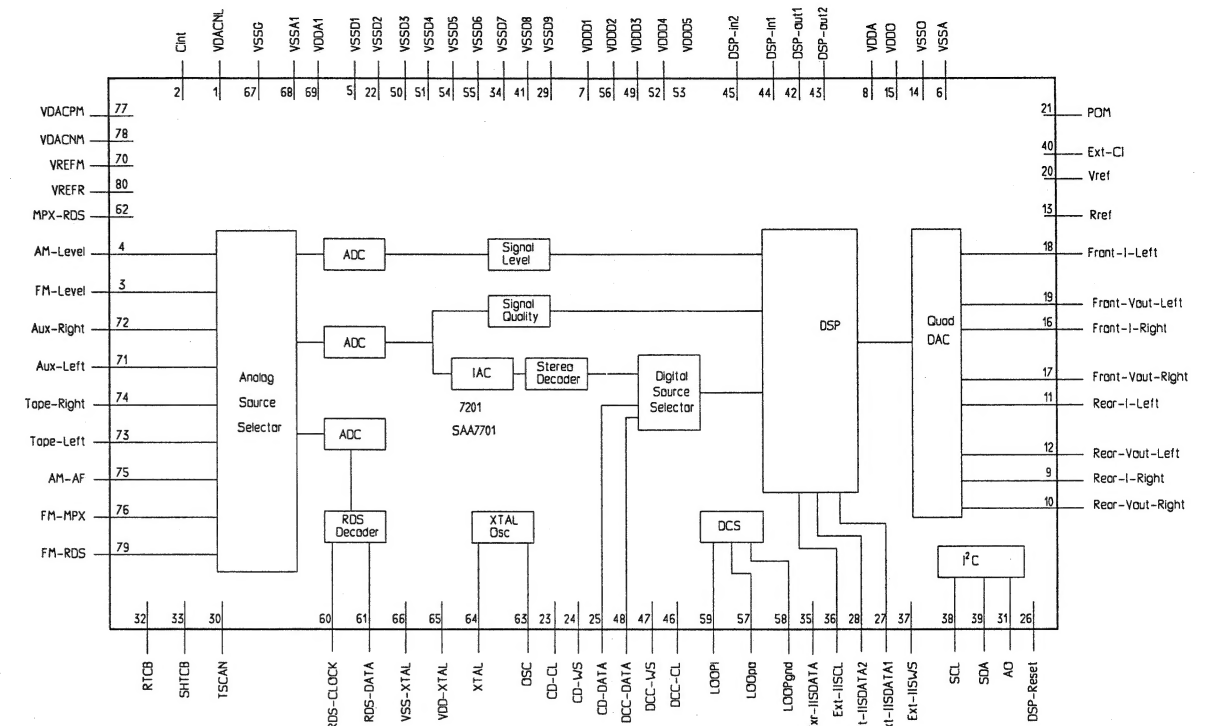 Cint
VDACNL
VSSG
VSSA1
VDDA1
VSSD1
VSSD2
VSSD3
VSSD4
VSSD5
VSSD6
VSSD7
VSSD8
VSSD9
VDDD1
VDDD2
VDDD3
VDDD4
VDDD5
DSP-in2
DSP-in1
DSP-out1
DSP-out2
VDDA
VDDO
VSSO
VSSA
2 1 67 68 69 5 22 50 51 54 55 34 41 29 7 56 49 52 53 45 44 42 43 8 15 14 6
VDACPM 77
21 POM
VDACNM 78
40 Ext-Cl
VREFM 70
20 Vref
VREFR 80
MPX-RDS 62
13 Rref
AM-Level 4
18 Front-I-Left
FM-Level 3
19 Front-Vout-Left
Aux-Right 72
16 Front-I-Right
Aux-Left 71
17 Front-Vout-Right
Tape-Right 74
11 Rear-I-Left
Tape-Left 73
12 Rear-Vout-Left
AM-AF 75
9 Rear-I-Right
FM-MPX 76
10 Rear-Vout-Right
FM-RDS 79
Analog
Source
Selector
ADC
ADC
ADC
Signal
Level
Signal
Quality
IAC
Stereo
Decoder
7201
SAA7701
Digital
Source
Selector
DSP
Quad
DAC
RDS
Decoder
XTAL
Osc
DCS
I²C
32 33 30 60 61 66 65 64 63 23 24 25 48 47 46 59 57 58 35 36 28 27 37 38 39 31 26
RTCB
SHTCB
TSCAN
RDS-CLOCK
RDS-DATA
VSS-XTAL
VDD-XTAL
XTAL
OSC
CD-CL
CD-WS
CD-DATA
DCC-DATA
DCC-WS
DCC-CL
LOOPi
LOOPo
LOOPgnd
xr-IISDATA
Ext-IISCL
t-IISDATA2
xt-IISDATA1
Ext-IISWS
SCL
SDA
AO
DSP-Reset